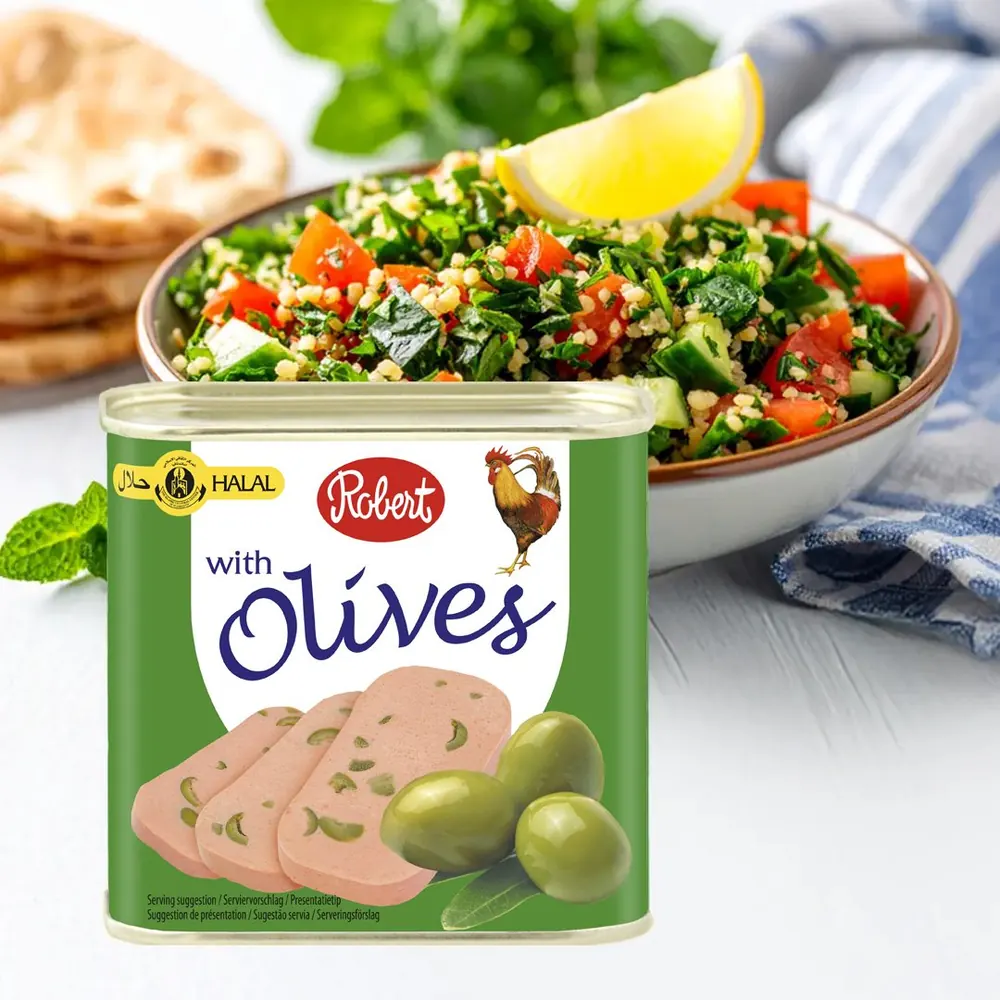 حلال
HALAL
Robert
with
Olives
Serving suggestion / Serviervorschlag / Presentatietip
Suggestion de présentation / Sugestão servia / Serveringsförslag